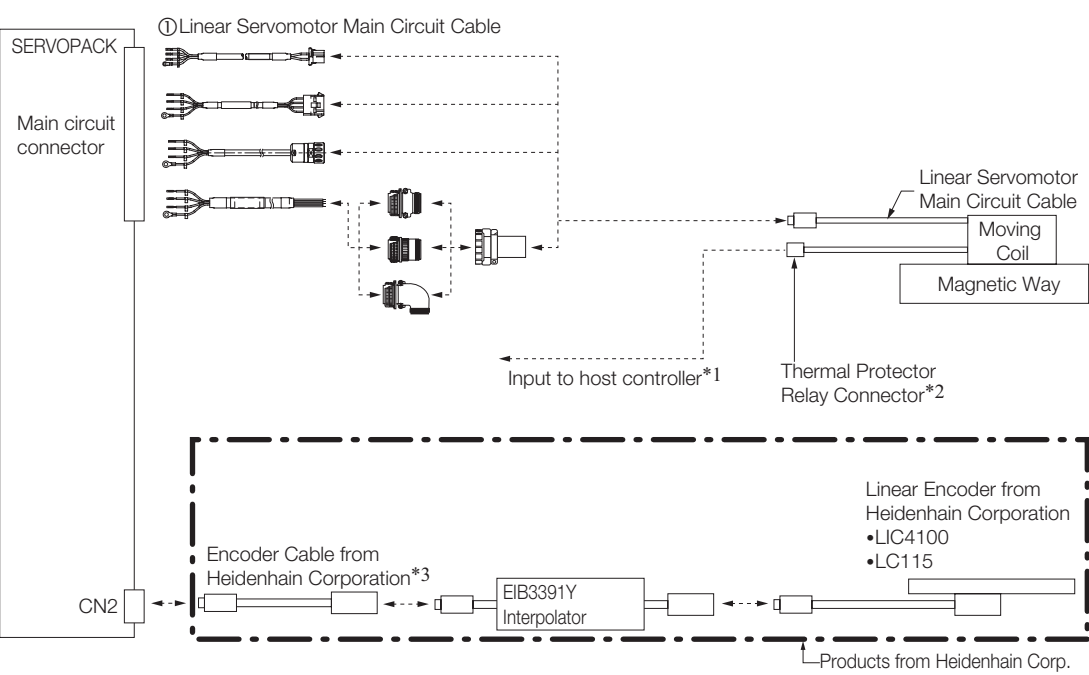 ①Linear Servomotor Main Circuit Cable
SERVOPACK
Main circuit
connector
Linear Servomotor
Main Circuit Cable
Moving
Coil
Magnetic Way
Input to host controller*1
Thermal Protector
Relay Connector*2
Linear Encoder from
Heidenhain Corporation
•LIC4100
•LC115
Encoder Cable from
Heidenhain Corporation*3
CN2
EIB3391Y
Interpolator
Products from Heidenhain Corp.